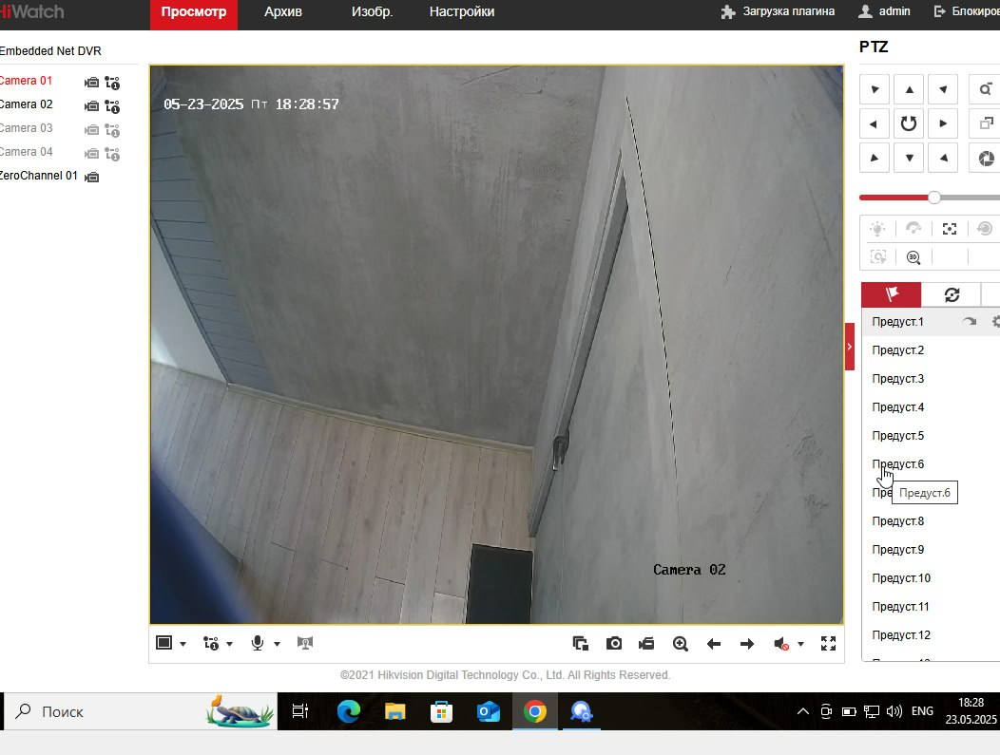 HiWatch
Просмотр
Архив
Изобр.
Настройки
Загрузка плагина
admin
Блокиров
Embedded Net DVR
Camera 01
Camera 02
Camera 03
Camera 04
ZeroChannel 01
05-23-2025 Пт 18:28:57
Camera 02
PTZ
3D
Предуст.1
Предуст.2
Предуст.3
Предуст.4
Предуст.5
Предуст.6
Пре
Предуст.6
Предуст.8
Предуст.9
Предуст.10
Предуст.11
Предуст.12
©2021 Hikvision Digital Technology Co., Ltd. All Rights Reserved.
Поиск
ENG
18:28
23.05.2025